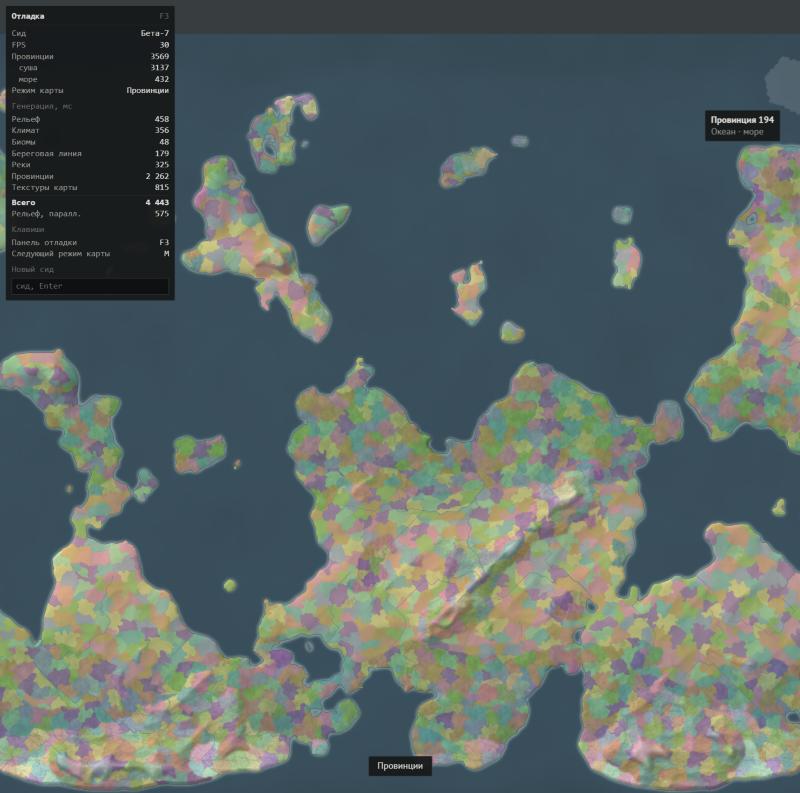 Отладка F3
Сид Бета-7
FPS 30
Провинции 3569
суша 3137
море 432
Режим карты Провинции
Генерация, мс
Рельеф 458
Климат 356
Биомы 48
Береговая линия 179
Реки 325
Провинции 2 262
Текстуры карты 815
Всего 4 443
Рельеф, паралл. 575
Клавиши
Панель отладки F3
Следующий режим карты M
Новый сид
сид, Enter
Провинция 194
Океан · море
Провинции